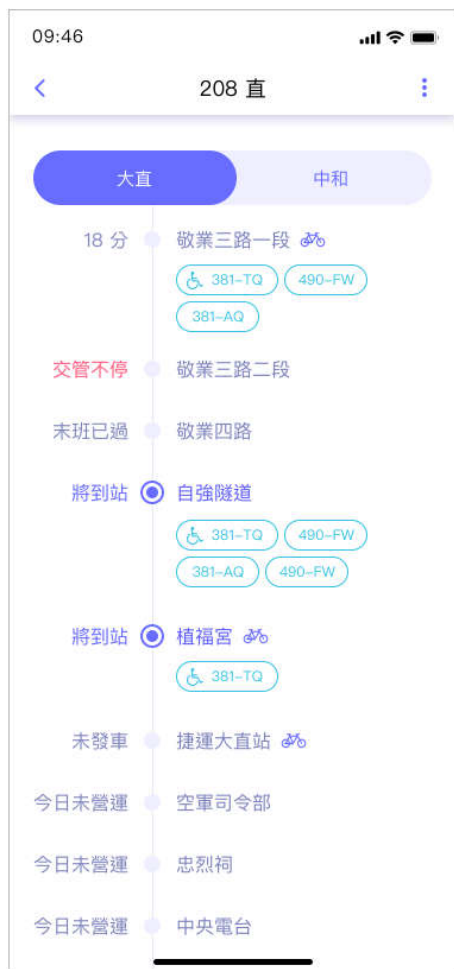 09:46
208 直
大直 中和
18 分 敬業三路一段
381-TQ 490-FW
381-AQ
交管不停 敬業三路二段
末班已過 敬業四路
將到站 自強隧道
381-TQ 490-FW
381-AQ 490-FW
將到站 植福宮
381-TQ
未發車 捷運大直站
今日未營運 空軍司令部
今日未營運 忠烈祠
今日未營運 中央電台